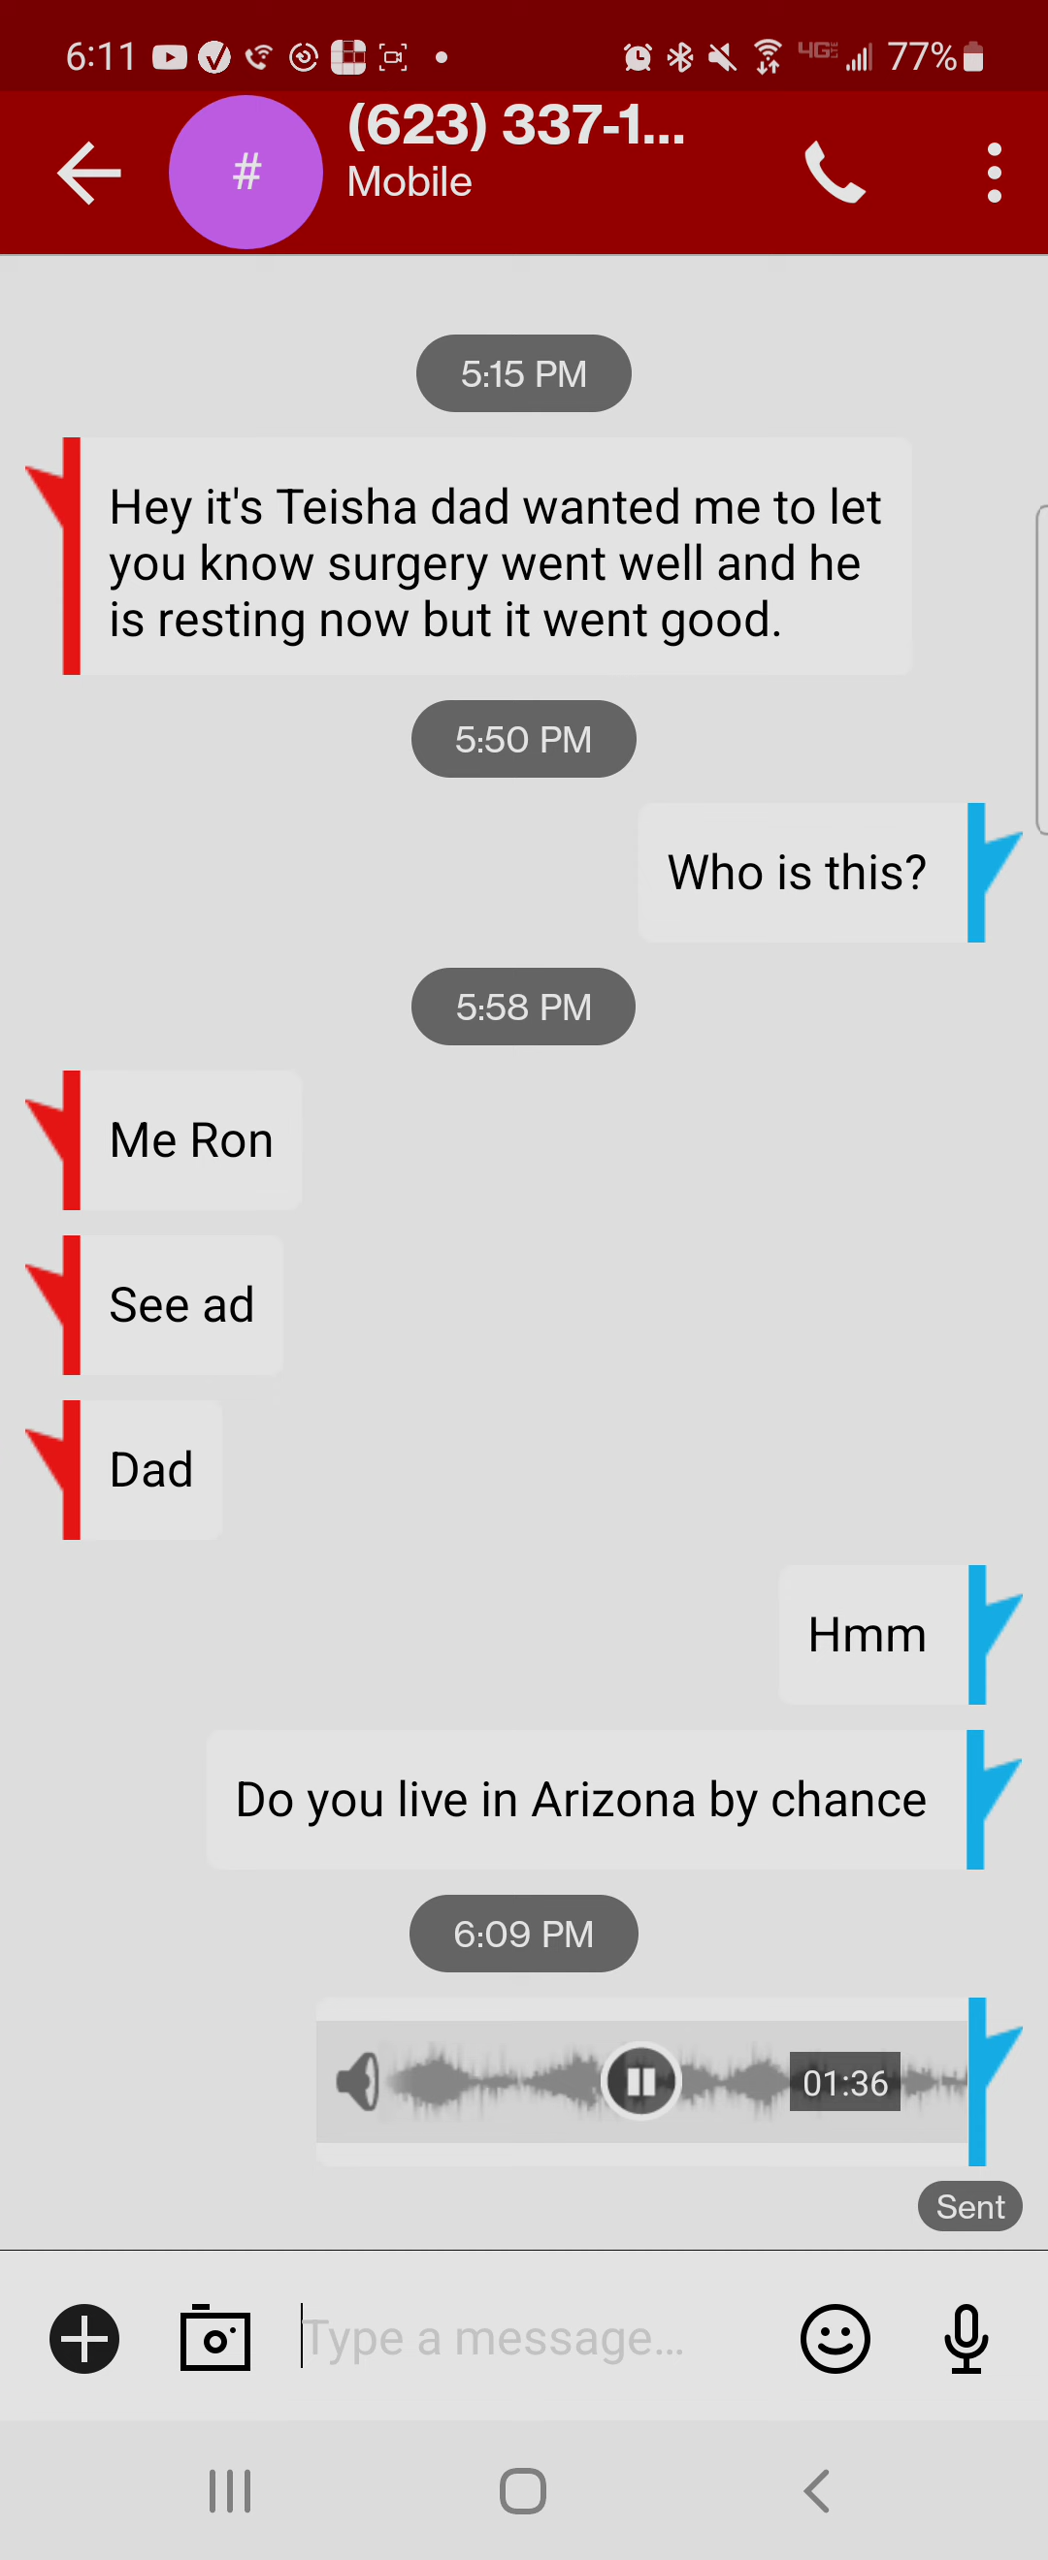 6:11 4G 77%
# (623) 337-1...
Mobile
5:15 PM
Hey it's Teisha dad wanted me to let
you know surgery went well and he
is resting now but it went good.
5:50 PM
Who is this?
5:58 PM
Me Ron
See ad
Dad
Hmm
Do you live in Arizona by chance
6:09 PM
01:36
Sent
Type a message...